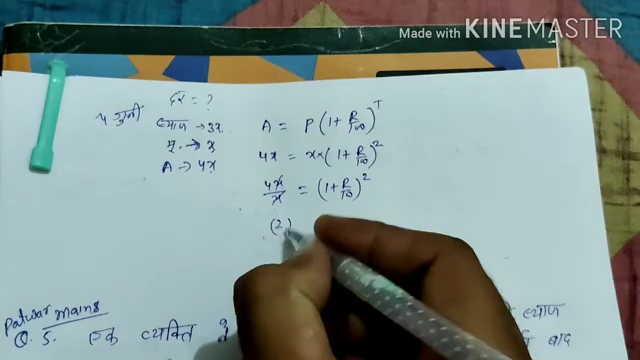 Made with KINEMASTER
दर = ?
4 गुनी
ब्याज → 3x
मू. → x
A → 4x
A = P(1+R/100)^T
4x = x×(1+R/100)^2
4x/x = (1+R/100)^2
(2)
Patwar mains
Q. 5. एक व्यक्ति ने ब्याज
बाद